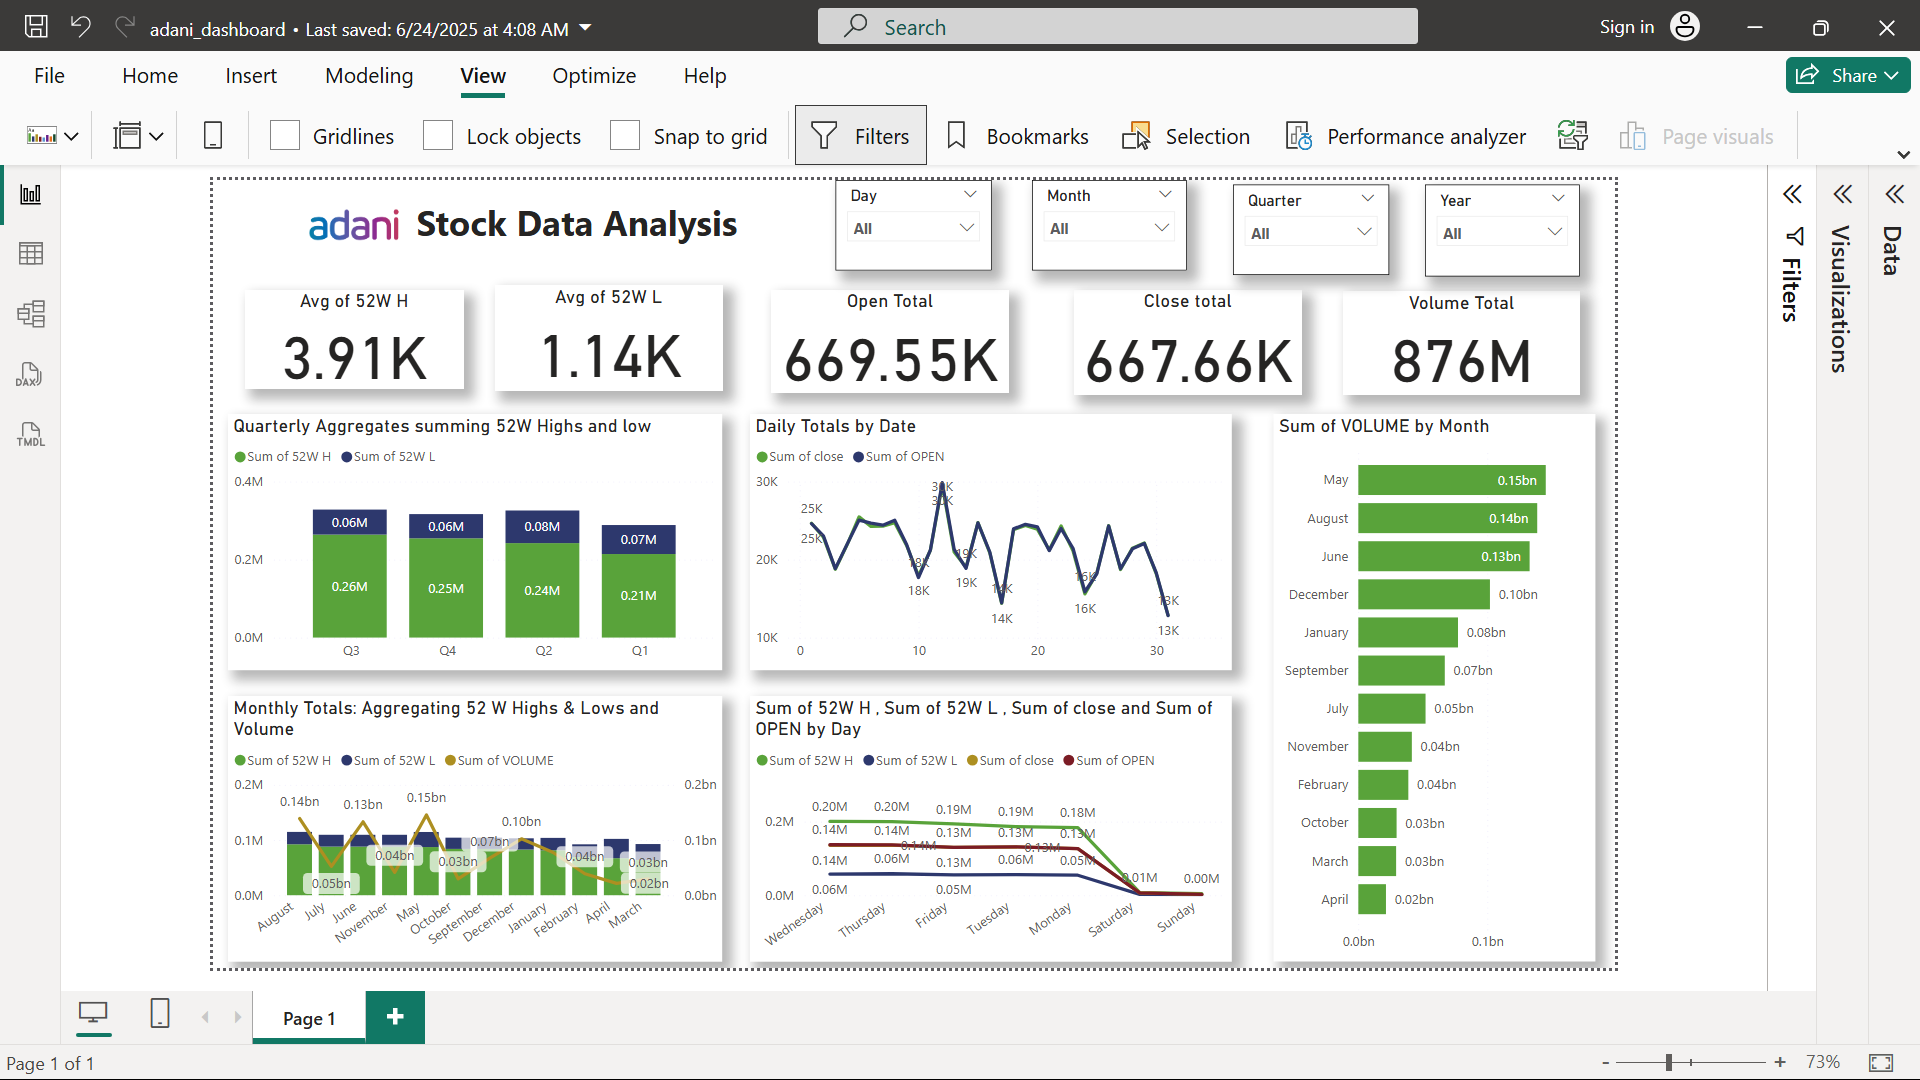 adani_dashboard • Last saved: 6/24/2025 at 4:08 AM
Search
Sign in
File Home Insert Modeling View Optimize Help
Share
Gridlines Lock objects Snap to grid Filters Bookmarks Selection Performance analyzer Page visuals
DAX
TMDL
adani Stock Data Analysis
Day
All
Month
All
Quarter
All
Year
All
Avg of 52W H
3.91K
Avg of 52W L
1.14K
Open Total
669.55K
Close total
667.66K
Volume Total
876M
Quarterly Aggregates summing 52W Highs and low
Sum of 52W H Sum of 52W L
0.4M
0.2M
0.0M
0.06M 0.06M 0.08M 0.07M
0.26M 0.25M 0.24M 0.21M
Q3 Q4 Q2 Q1
Daily Totals by Date
Sum of close Sum of OPEN
30K
20K
10K
25K
25K
30K
18K
18K
19K
19K
14K
14K
16K
16K
13K
13K
0 10 20 30
Sum of VOLUME by Month
May 0.15bn
August 0.14bn
June 0.13bn
December 0.10bn
January 0.08bn
September 0.07bn
July 0.05bn
November 0.04bn
February 0.04bn
October 0.03bn
March 0.03bn
April 0.02bn
0.0bn 0.1bn
Monthly Totals: Aggregating 52 W Highs & Lows and
Volume
Sum of 52W H Sum of 52W L Sum of VOLUME
0.2M
0.1M
0.0M
0.2bn
0.1bn
0.0bn
0.14bn 0.13bn 0.15bn 0.10bn
0.05bn 0.04bn 0.03bn 0.07bn 0.04bn 0.03bn 0.02bn
August July June November May October September December January February April March
Sum of 52W H , Sum of 52W L , Sum of close and Sum of
OPEN by Day
Sum of 52W H Sum of 52W L Sum of close Sum of OPEN
0.2M
0.0M
0.20M 0.20M 0.19M 0.19M 0.18M
0.14M 0.14M 0.13M 0.13M 0.13M
0.14M 0.13M
0.14M 0.06M 0.13M 0.06M 0.05M
0.06M 0.05M 0.01M 0.00M
Wednesday Thursday Friday Tuesday Monday Saturday Sunday
Filters
Visualizations
Data
Page 1
+
Page 1 of 1
- + 73%